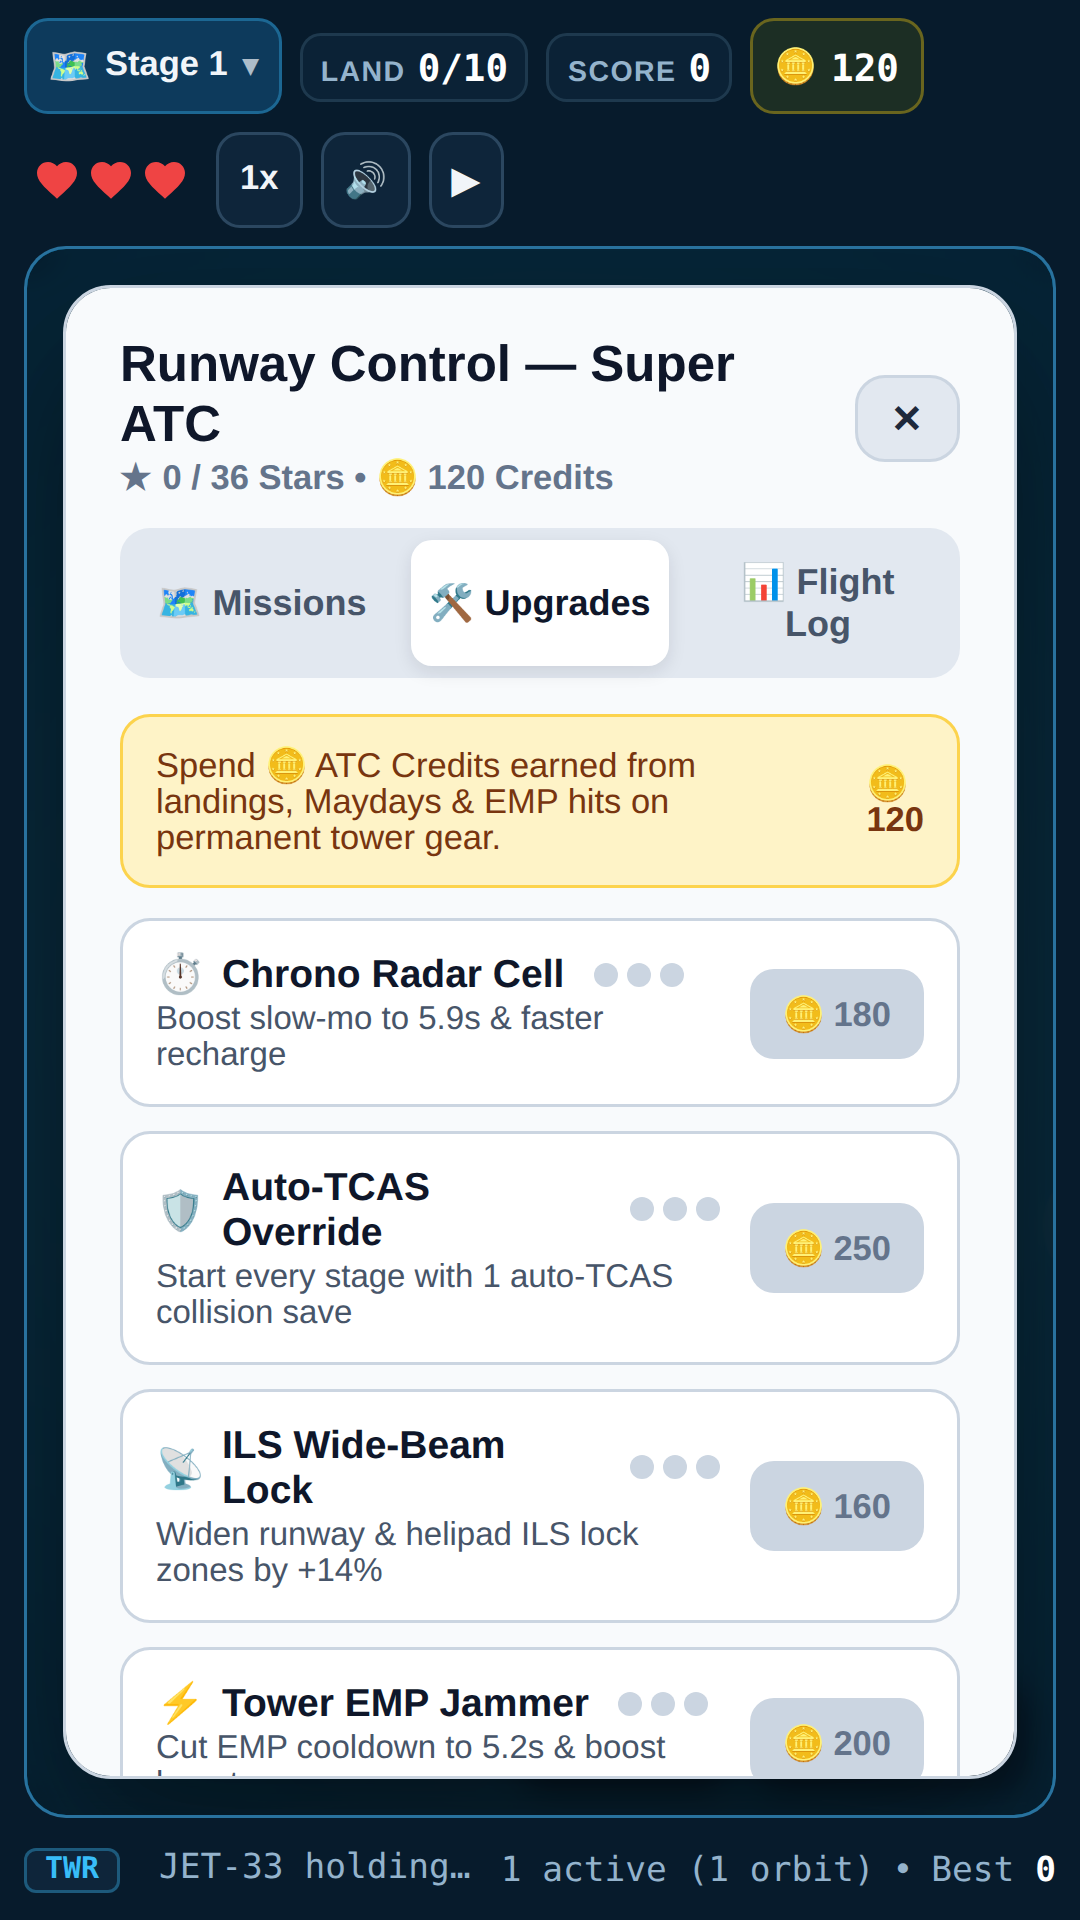 🗺️ Stage 1 ▾ LAND 0/10 SCORE 0 🪙 120
1x 🔊 ▶
Runway Control — Super
ATC
★ 0 / 36 Stars • 🪙 120 Credits
✕
🗺️ Missions
🛠️ Upgrades
📊 Flight
Log
Spend 🪙 ATC Credits earned from
landings, Maydays & EMP hits on
permanent tower gear.
🪙
120
⏱️ Chrono Radar Cell
Boost slow-mo to 5.9s & faster
recharge
🪙 180
🛡️ Auto-TCAS
Override
Start every stage with 1 auto-TCAS
collision save
🪙 250
📡 ILS Wide-Beam
Lock
Widen runway & helipad ILS lock
zones by +14%
🪙 160
⚡ Tower EMP Jammer
Cut EMP cooldown to 5.2s & boost
🪙 200
TWR JET-33 holding… 1 active (1 orbit) • Best 0